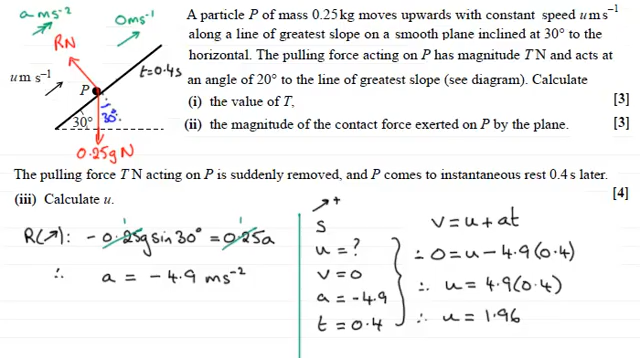 a ms⁻²
0 ms⁻¹
RN
t=0.4s
u m s⁻¹
P
30°
30°
0.25g N
A particle P of mass 0.25 kg moves upwards with constant speed u m s⁻¹
along a line of greatest slope on a smooth plane inclined at 30° to the
horizontal. The pulling force acting on P has magnitude T N and acts at
an angle of 20° to the line of greatest slope (see diagram). Calculate
(i) the value of T, [3]
(ii) the magnitude of the contact force exerted on P by the plane. [3]
The pulling force T N acting on P is suddenly removed, and P comes to instantaneous rest 0.4 s later.
(iii) Calculate u. [4]
R(↗): -0.25g sin30° = 0.25a
1 1
∴ a = -4.9 ms⁻²
↗+
s
u = ?
v = 0
a = -4.9
t = 0.4
v = u + at
∴ 0 = u - 4.9(0.4)
∴ u = 4.9(0.4)
∴ u = 1.96